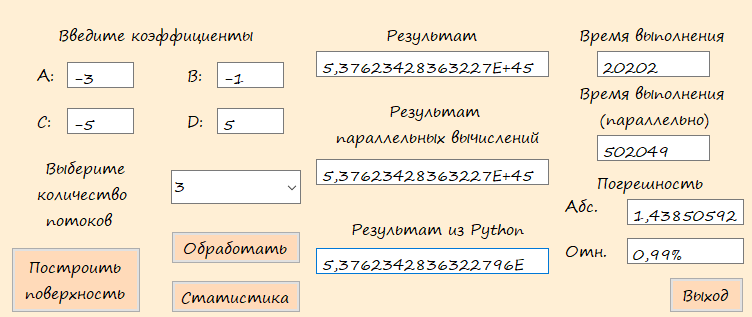 Введите коэффициенты
A: -3
B: -1
C: -5
D: 5
Выберите
количество
потоков
3
Построить
поверхность
Обработать
Статистика
Результат
5,37623428363227E+45
Результат
параллельных вычислений
5,37623428363227E+45
Результат из Python
5,3762342836322796E
Время выполнения
20202
Время выполнения
(параллельно)
502049
Погрешность
Абс. 1,43850592
Отн. 0,99%
Выход